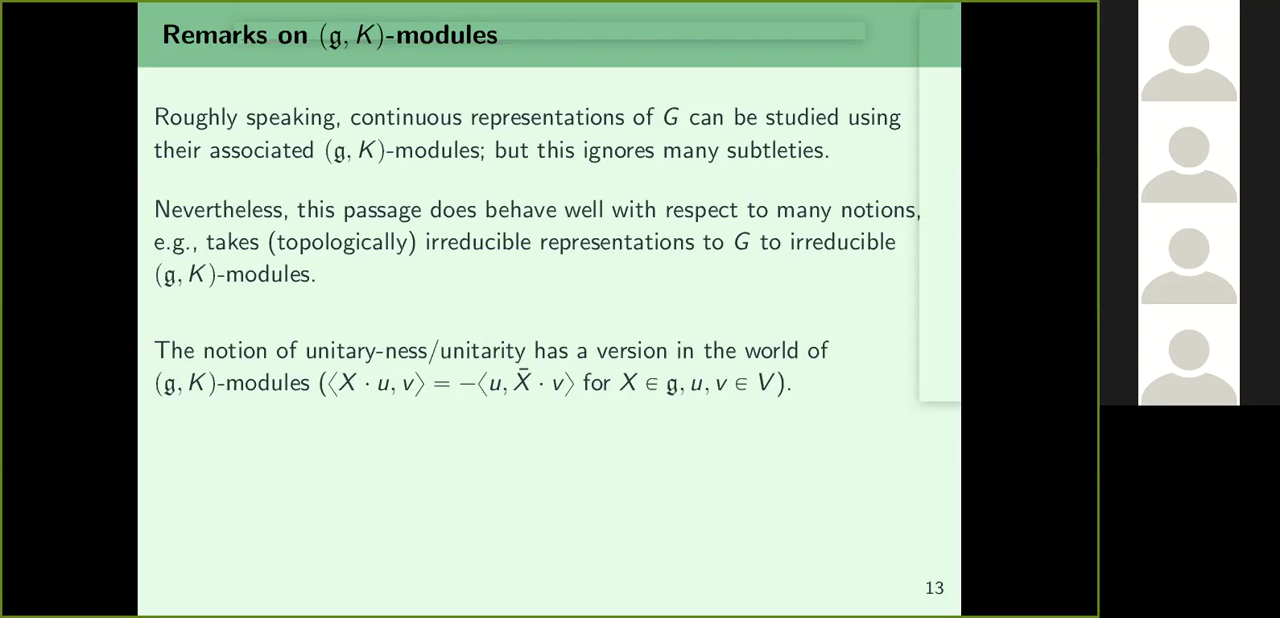 Remarks on (𝔤, K)-modules
Roughly speaking, continuous representations of G can be studied using
their associated (𝔤, K)-modules; but this ignores many subtleties.
Nevertheless, this passage does behave well with respect to many notions,
e.g., takes (topologically) irreducible representations to G to irreducible
(𝔤, K)-modules.
The notion of unitary-ness/unitarity has a version in the world of
(𝔤, K)-modules (⟨X · u, v⟩ = −⟨u, X̄ · v⟩ for X ∈ 𝔤, u, v ∈ V).
13